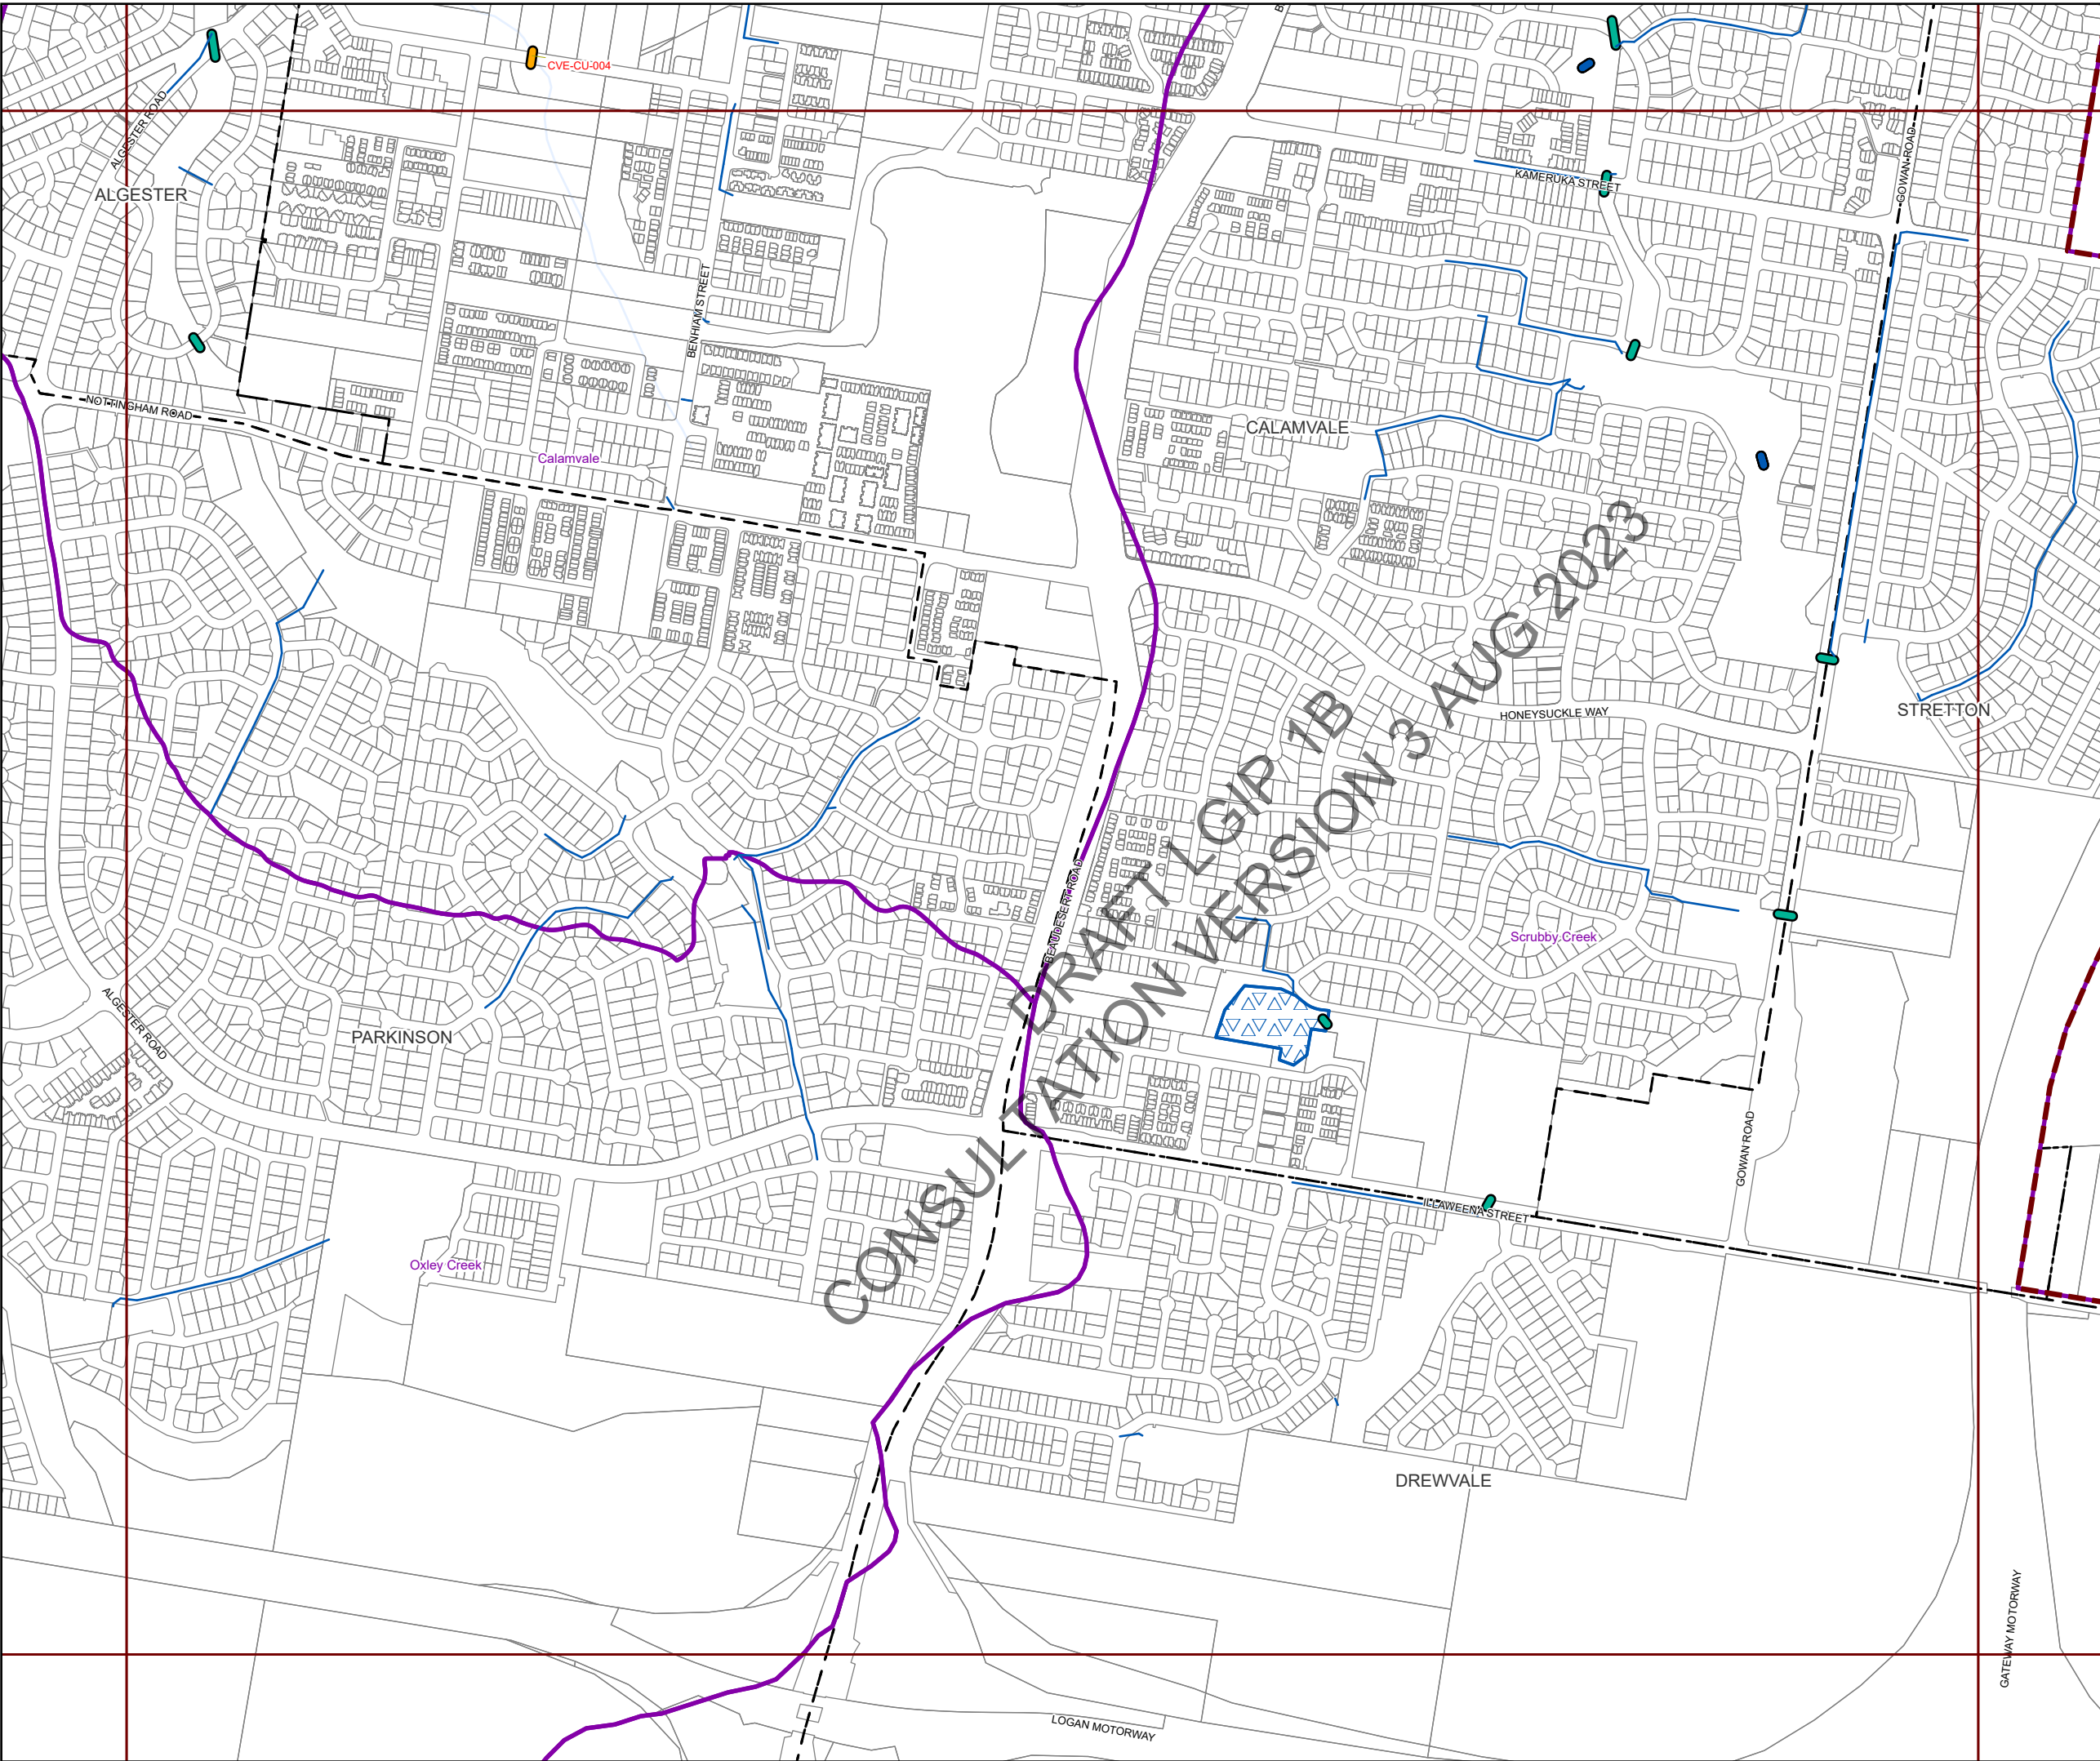 CVE-CU-004
ALGESTER ROAD
GOWAN ROAD
KAMERUKA STREET
ALGESTER
BENHIAM STREET
NOTTINGHAM ROAD
CALAMVALE
Calamvale
HONEYSUCKLE WAY
STRETTON
DRAFT LGIP 1B
CONSULTATION VERSION 3 AUG 2023
BEAUDESERT ROAD
Scrubby Creek
ALGESTER ROAD
PARKINSON
GOWAN ROAD
ILLAWEENA STREET
Oxley Creek
DREWVALE
GATEWAY MOTORWAY
LOGAN MOTORWAY